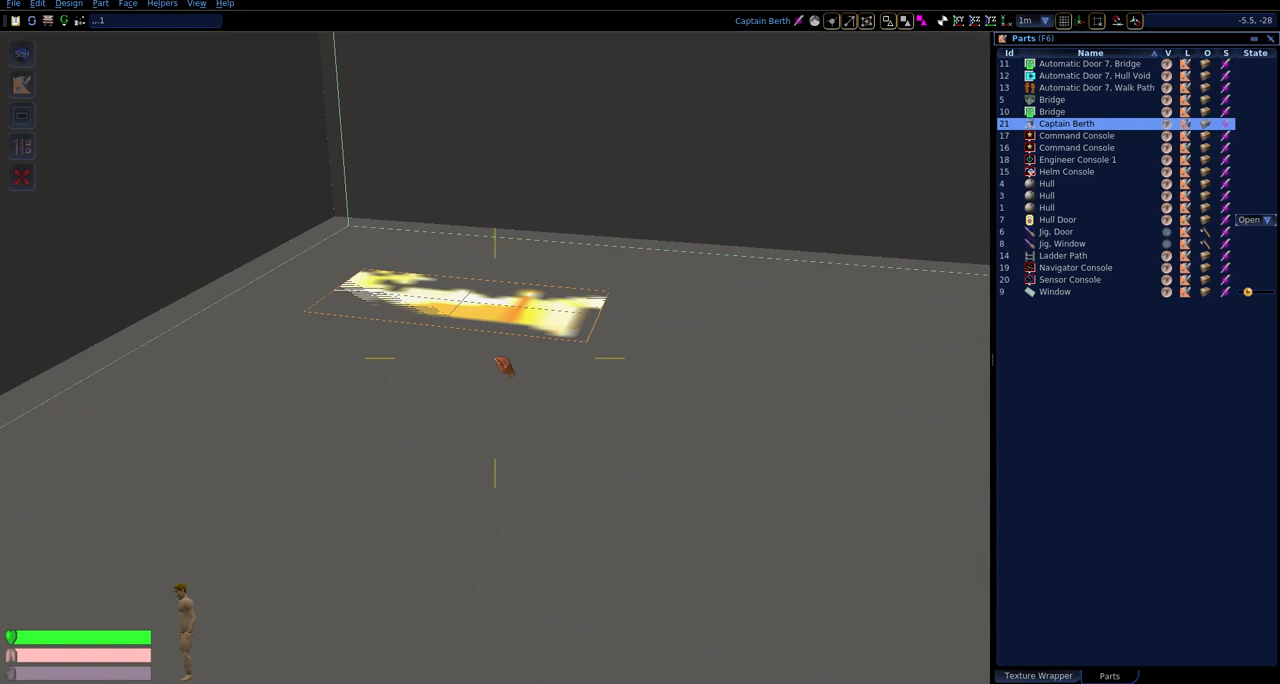 File Edit Design Part Face Helpers View Help
...1 Captain Berth 1m -5.5, -28
Parts (F6)
Id Name V L O S State
11 Automatic Door 7, Bridge
12 Automatic Door 7, Hull Void
13 Automatic Door 7, Walk Path
5 Bridge
10 Bridge
21 Captain Berth
17 Command Console
16 Command Console
18 Engineer Console 1
15 Helm Console
4 Hull
3 Hull
1 Hull
7 Hull Door Open
6 Jig, Door
8 Jig, Window
14 Ladder Path
19 Navigator Console
20 Sensor Console
9 Window
Texture Wrapper Parts